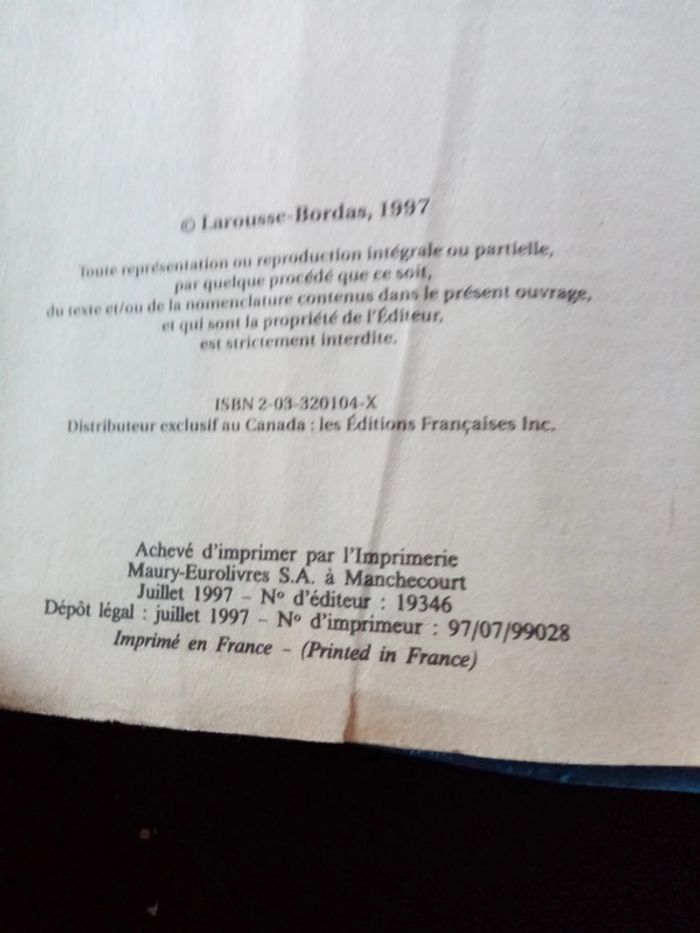 © Larousse-Bordas, 1997
Toute représentation ou reproduction intégrale ou partielle,
par quelque procédé que ce soit,
du texte et/ou de la nomenclature contenus dans le présent ouvrage,
et qui sont la propriété de l'Éditeur,
est strictement interdite.
ISBN 2-03-320104-X
Distributeur exclusif au Canada : les Éditions Françaises Inc.
Achevé d'imprimer par l'Imprimerie
Maury-Eurolivres S.A. à Manchecourt
Juillet 1997 – N° d'éditeur : 19346
Dépôt légal : juillet 1997 – N° d'imprimeur : 97/07/99028
Imprimé en France – (Printed in France)